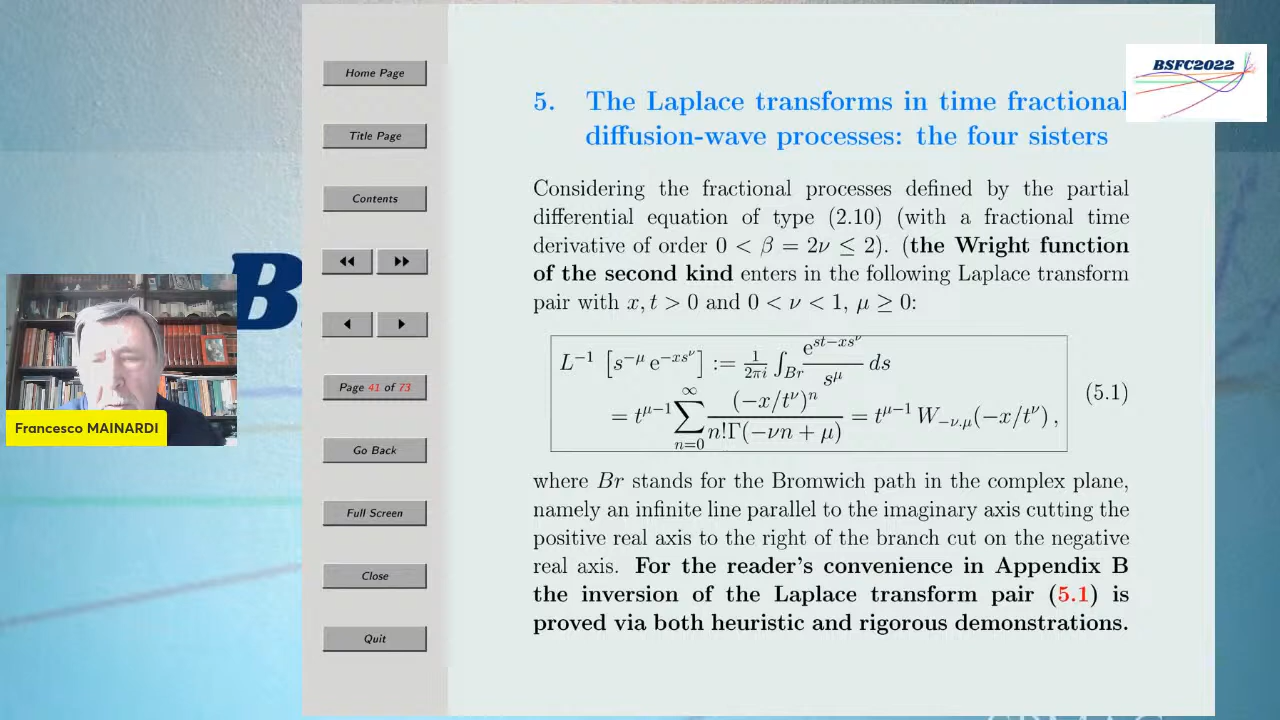 Home Page
Title Page
Contents
Page 41 of 73
Go Back
Full Screen
Close
Quit
BSFC2022
B
Francesco MAINARDI
5. The Laplace transforms in time fractional
diffusion-wave processes: the four sisters
Considering the fractional processes defined by the partial
differential equation of type (2.10) (with a fractional time
derivative of order 0 < β = 2ν ≤ 2). (the Wright function
of the second kind enters in the following Laplace transform
pair with x, t > 0 and 0 < ν < 1, μ ≥ 0:
L⁻¹ [s^{−μ} e^{−xs^ν}] := 1/2πi ∫_{Br} e^{st−xs^ν}/s^μ ds
= t^{μ−1} ∑_{n=0}^{∞} (−x/t^ν)^n / n!Γ(−νn + μ) = t^{μ−1} W_{−ν.μ}(−x/t^ν) ,
(5.1)
where Br stands for the Bromwich path in the complex plane,
namely an infinite line parallel to the imaginary axis cutting the
positive real axis to the right of the branch cut on the negative
real axis. For the reader's convenience in Appendix B
the inversion of the Laplace transform pair (5.1) is
proved via both heuristic and rigorous demonstrations.